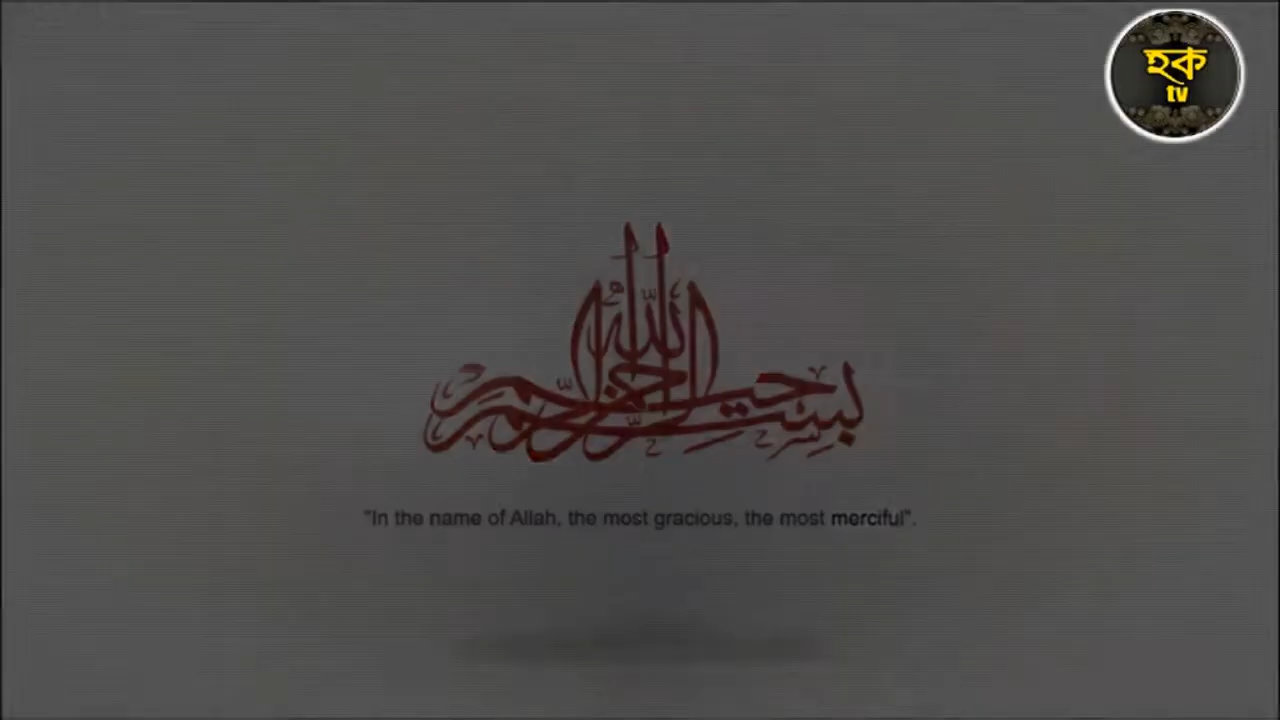 হক
tv
بسم الله الرحمن الرحيم
"In the name of Allah, the most gracious, the most merciful".